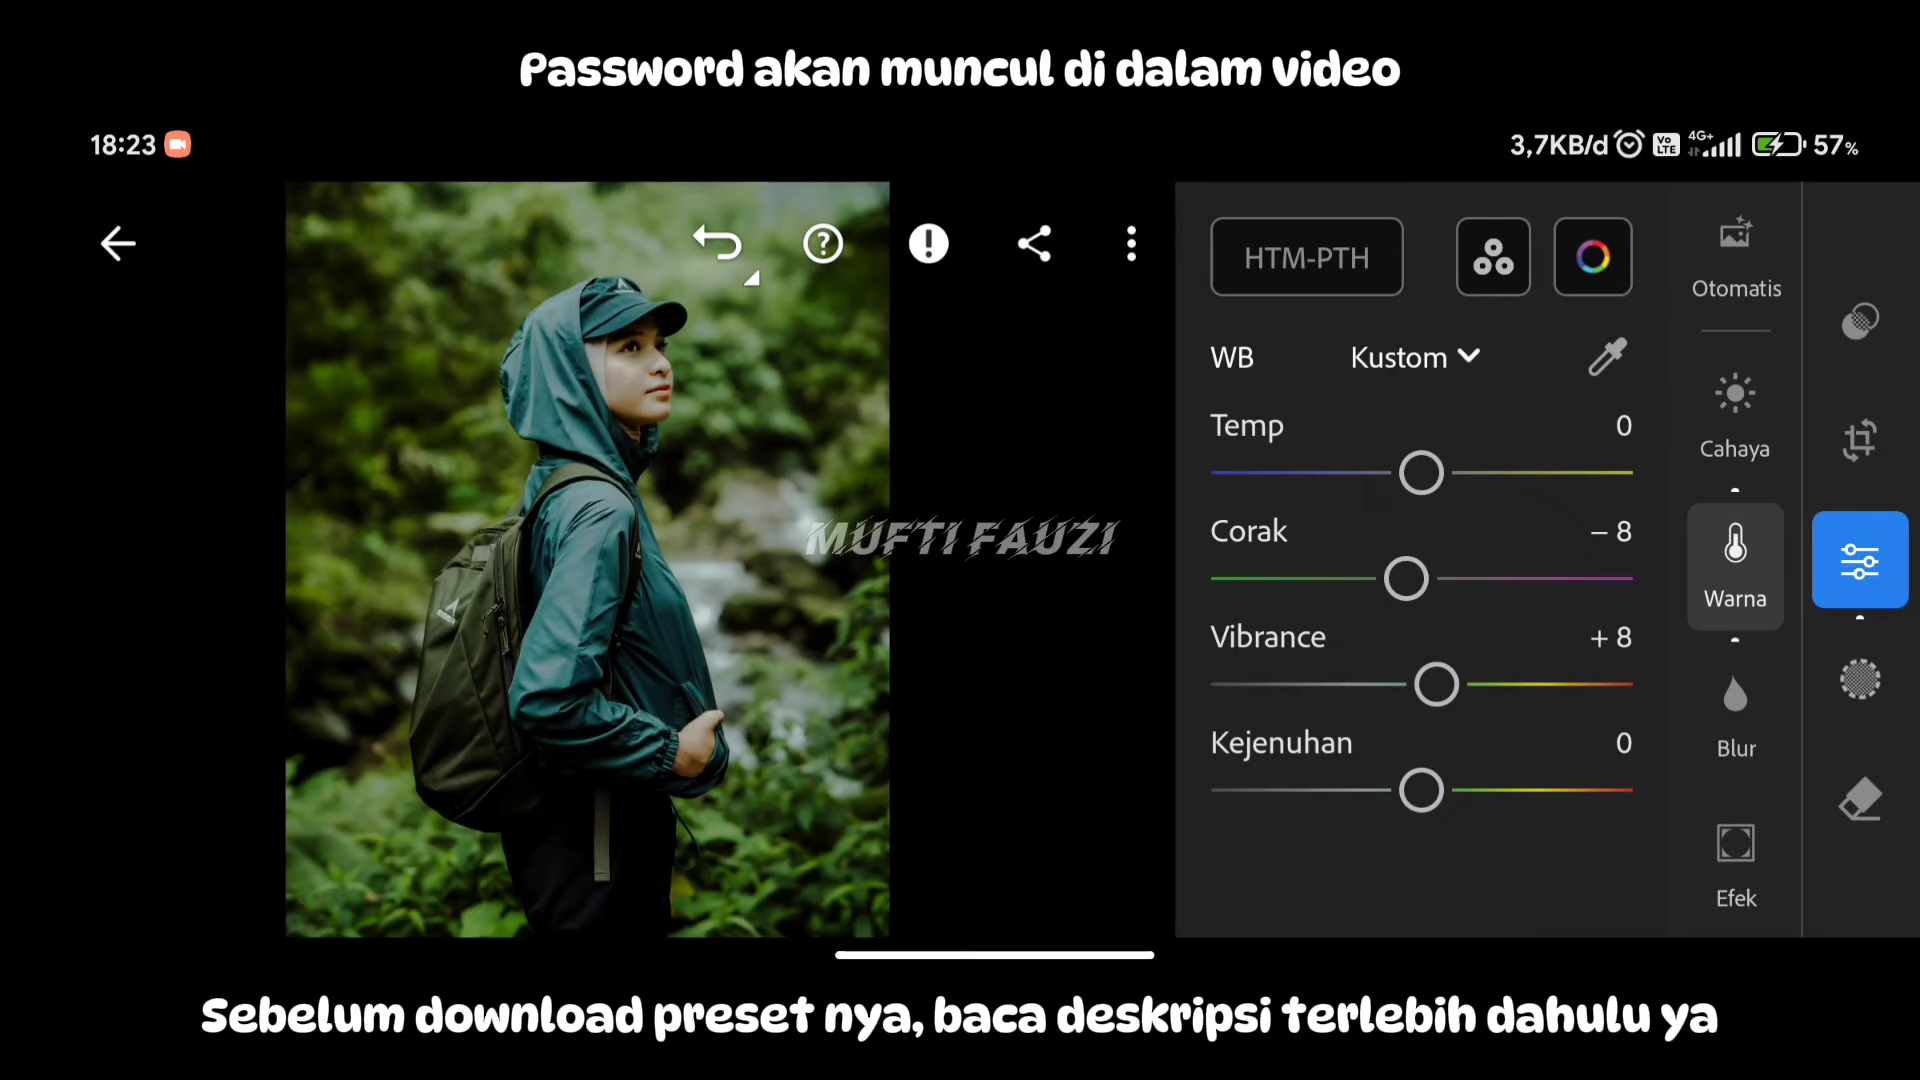 Password akan muncul di dalam video
18:23
3,7KB/d Vo LTE 4G+ 57%
HTM-PTH
Otomatis
WB Kustom
Temp 0
Cahaya
Corak – 8
MUFTI FAUZI
Warna
Vibrance + 8
Kejenuhan 0
Blur
Efek
Sebelum download preset nya, baca deskripsi terlebih dahulu ya